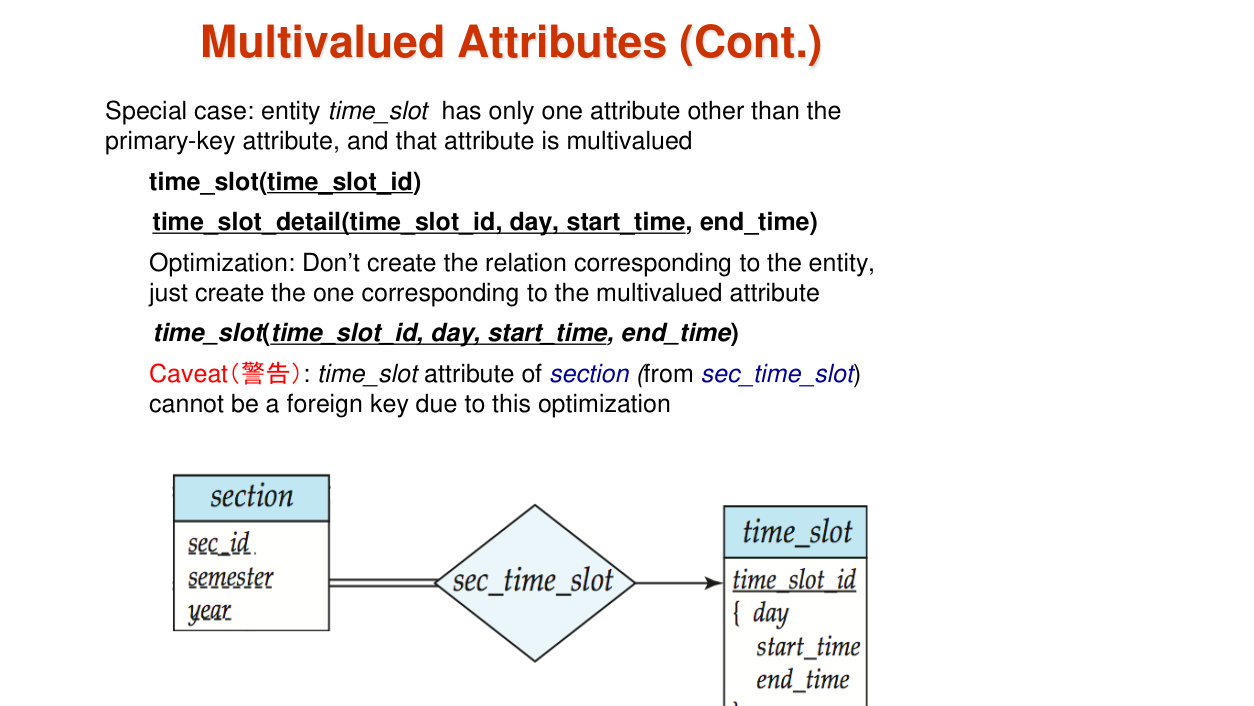 Multivalued Attributes (Cont.)
Special case: entity time_slot has only one attribute other than the
primary-key attribute, and that attribute is multivalued
time_slot(time_slot_id)
time_slot_detail(time_slot_id, day, start_time, end_time)
Optimization: Don’t create the relation corresponding to the entity,
just create the one corresponding to the multivalued attribute
time_slot(time_slot_id, day, start_time, end_time)
Caveat（警告）: time_slot attribute of section (from sec_time_slot)
cannot be a foreign key due to this optimization
section
sec_id
semester
year
sec_time_slot
time_slot
time_slot_id
{ day
start_time
end_time
}